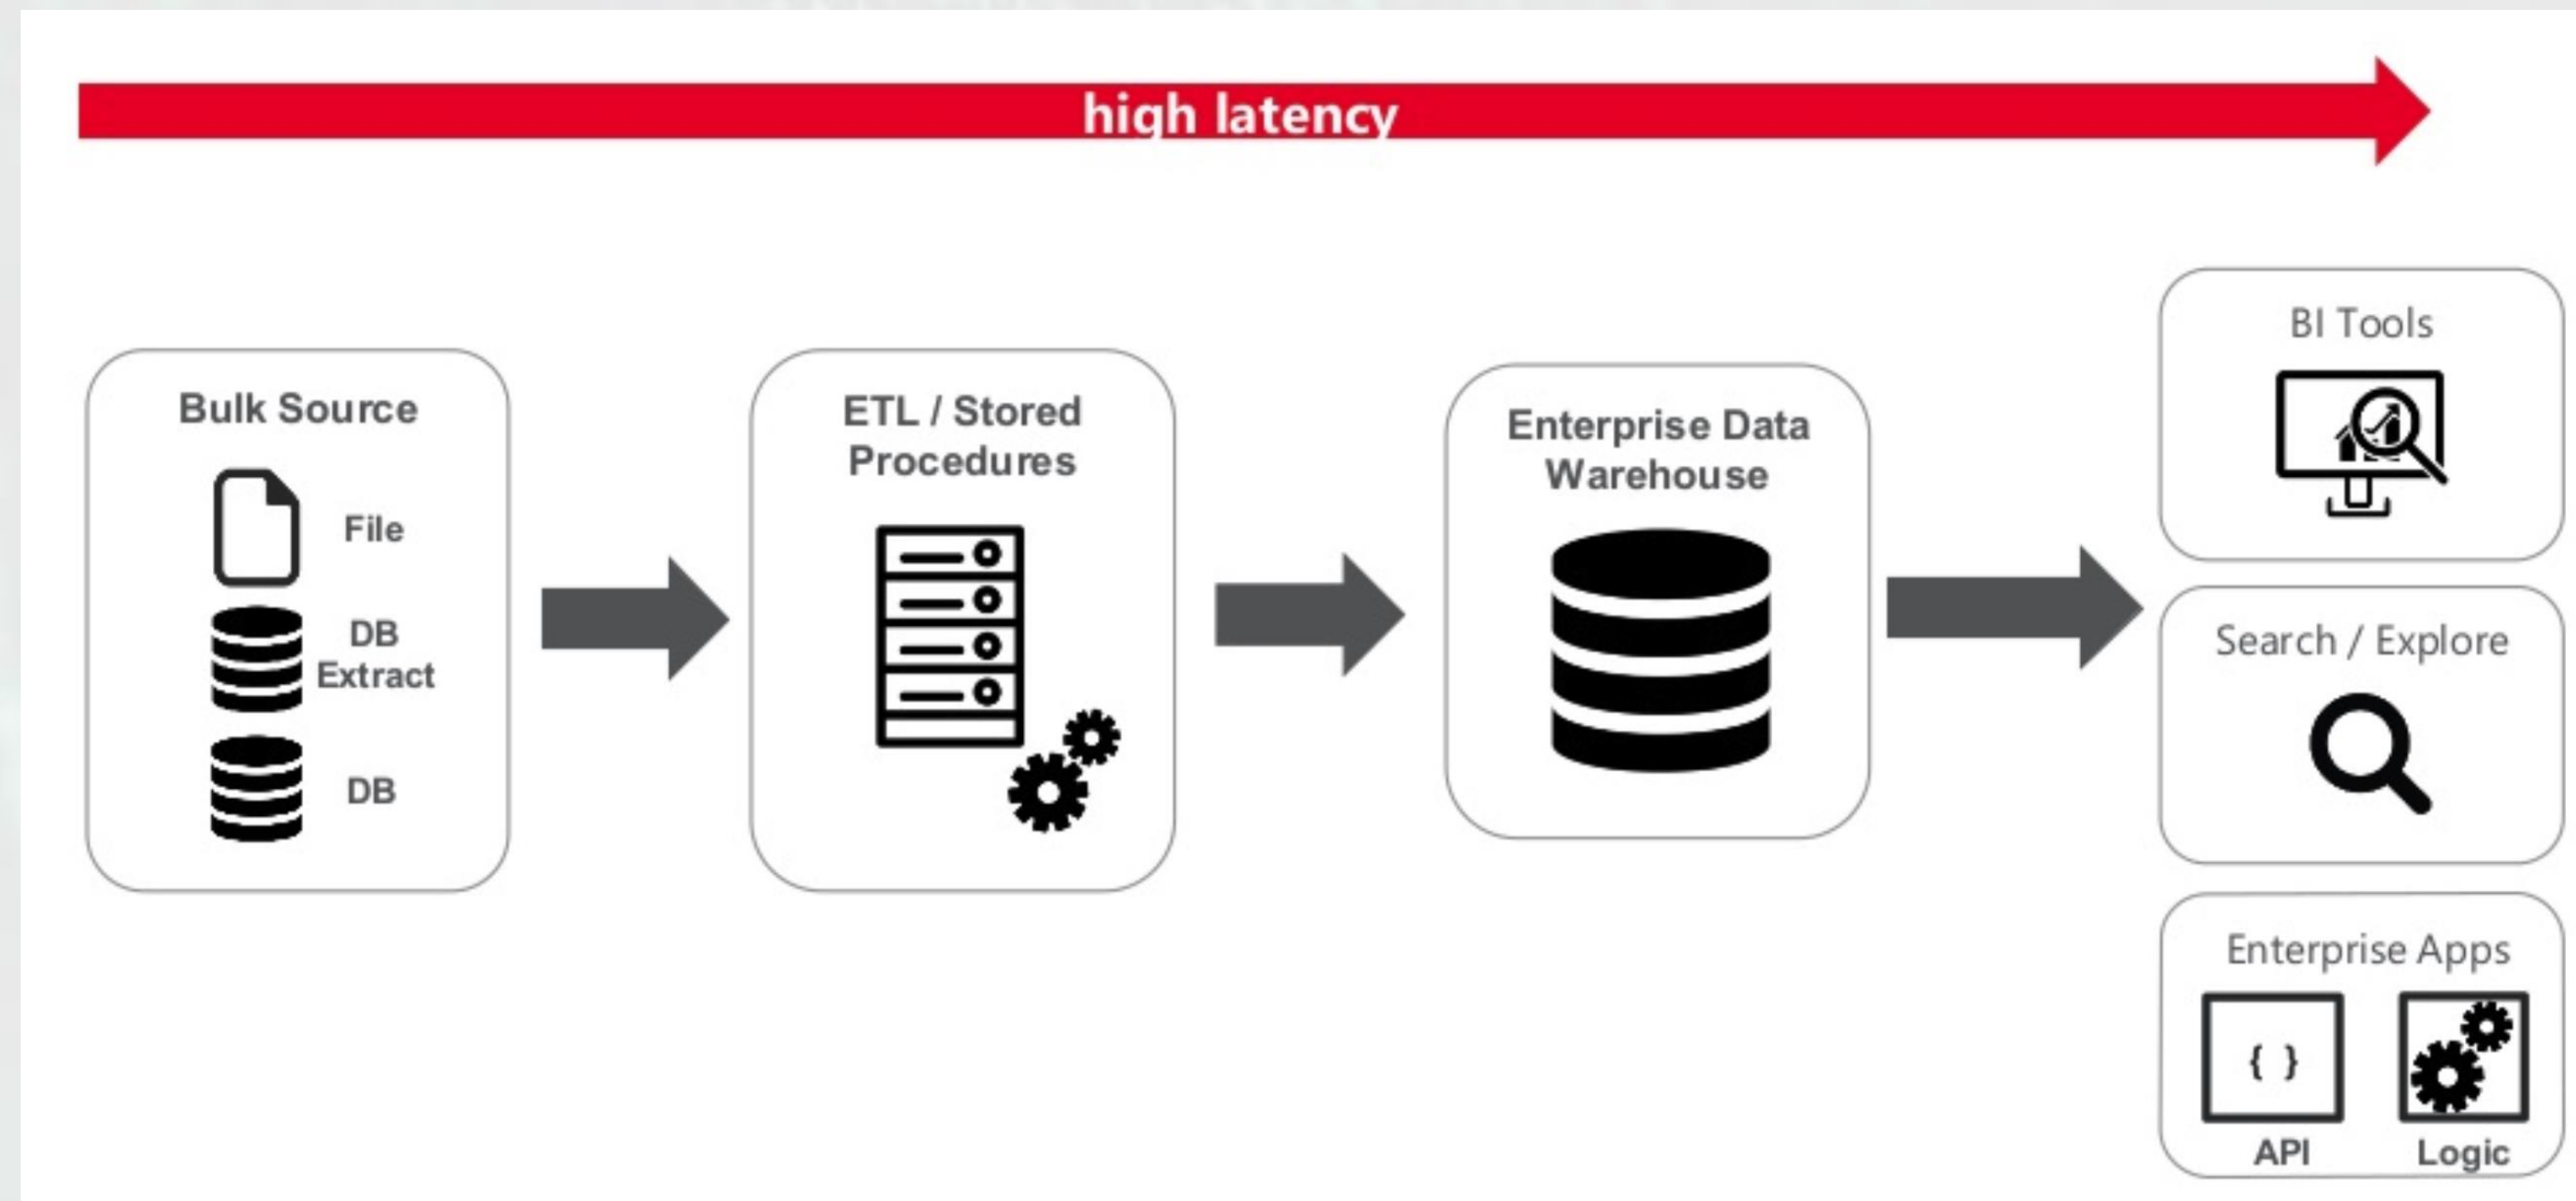 high latency
Bulk Source
File
DB
Extract
DB
ETL / Stored
Procedures
Enterprise Data
Warehouse
BI Tools
Search / Explore
Enterprise Apps
{ }
API
Logic